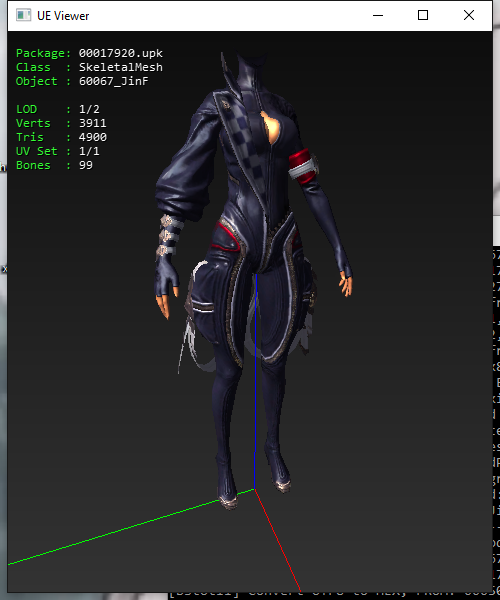 UE Viewer
Package: 00017920.upk
Class : SkeletalMesh
Object : 60067_JinF
LOD : 1/2
Verts : 3911
Tris : 4900
UV Set : 1/1
Bones : 99